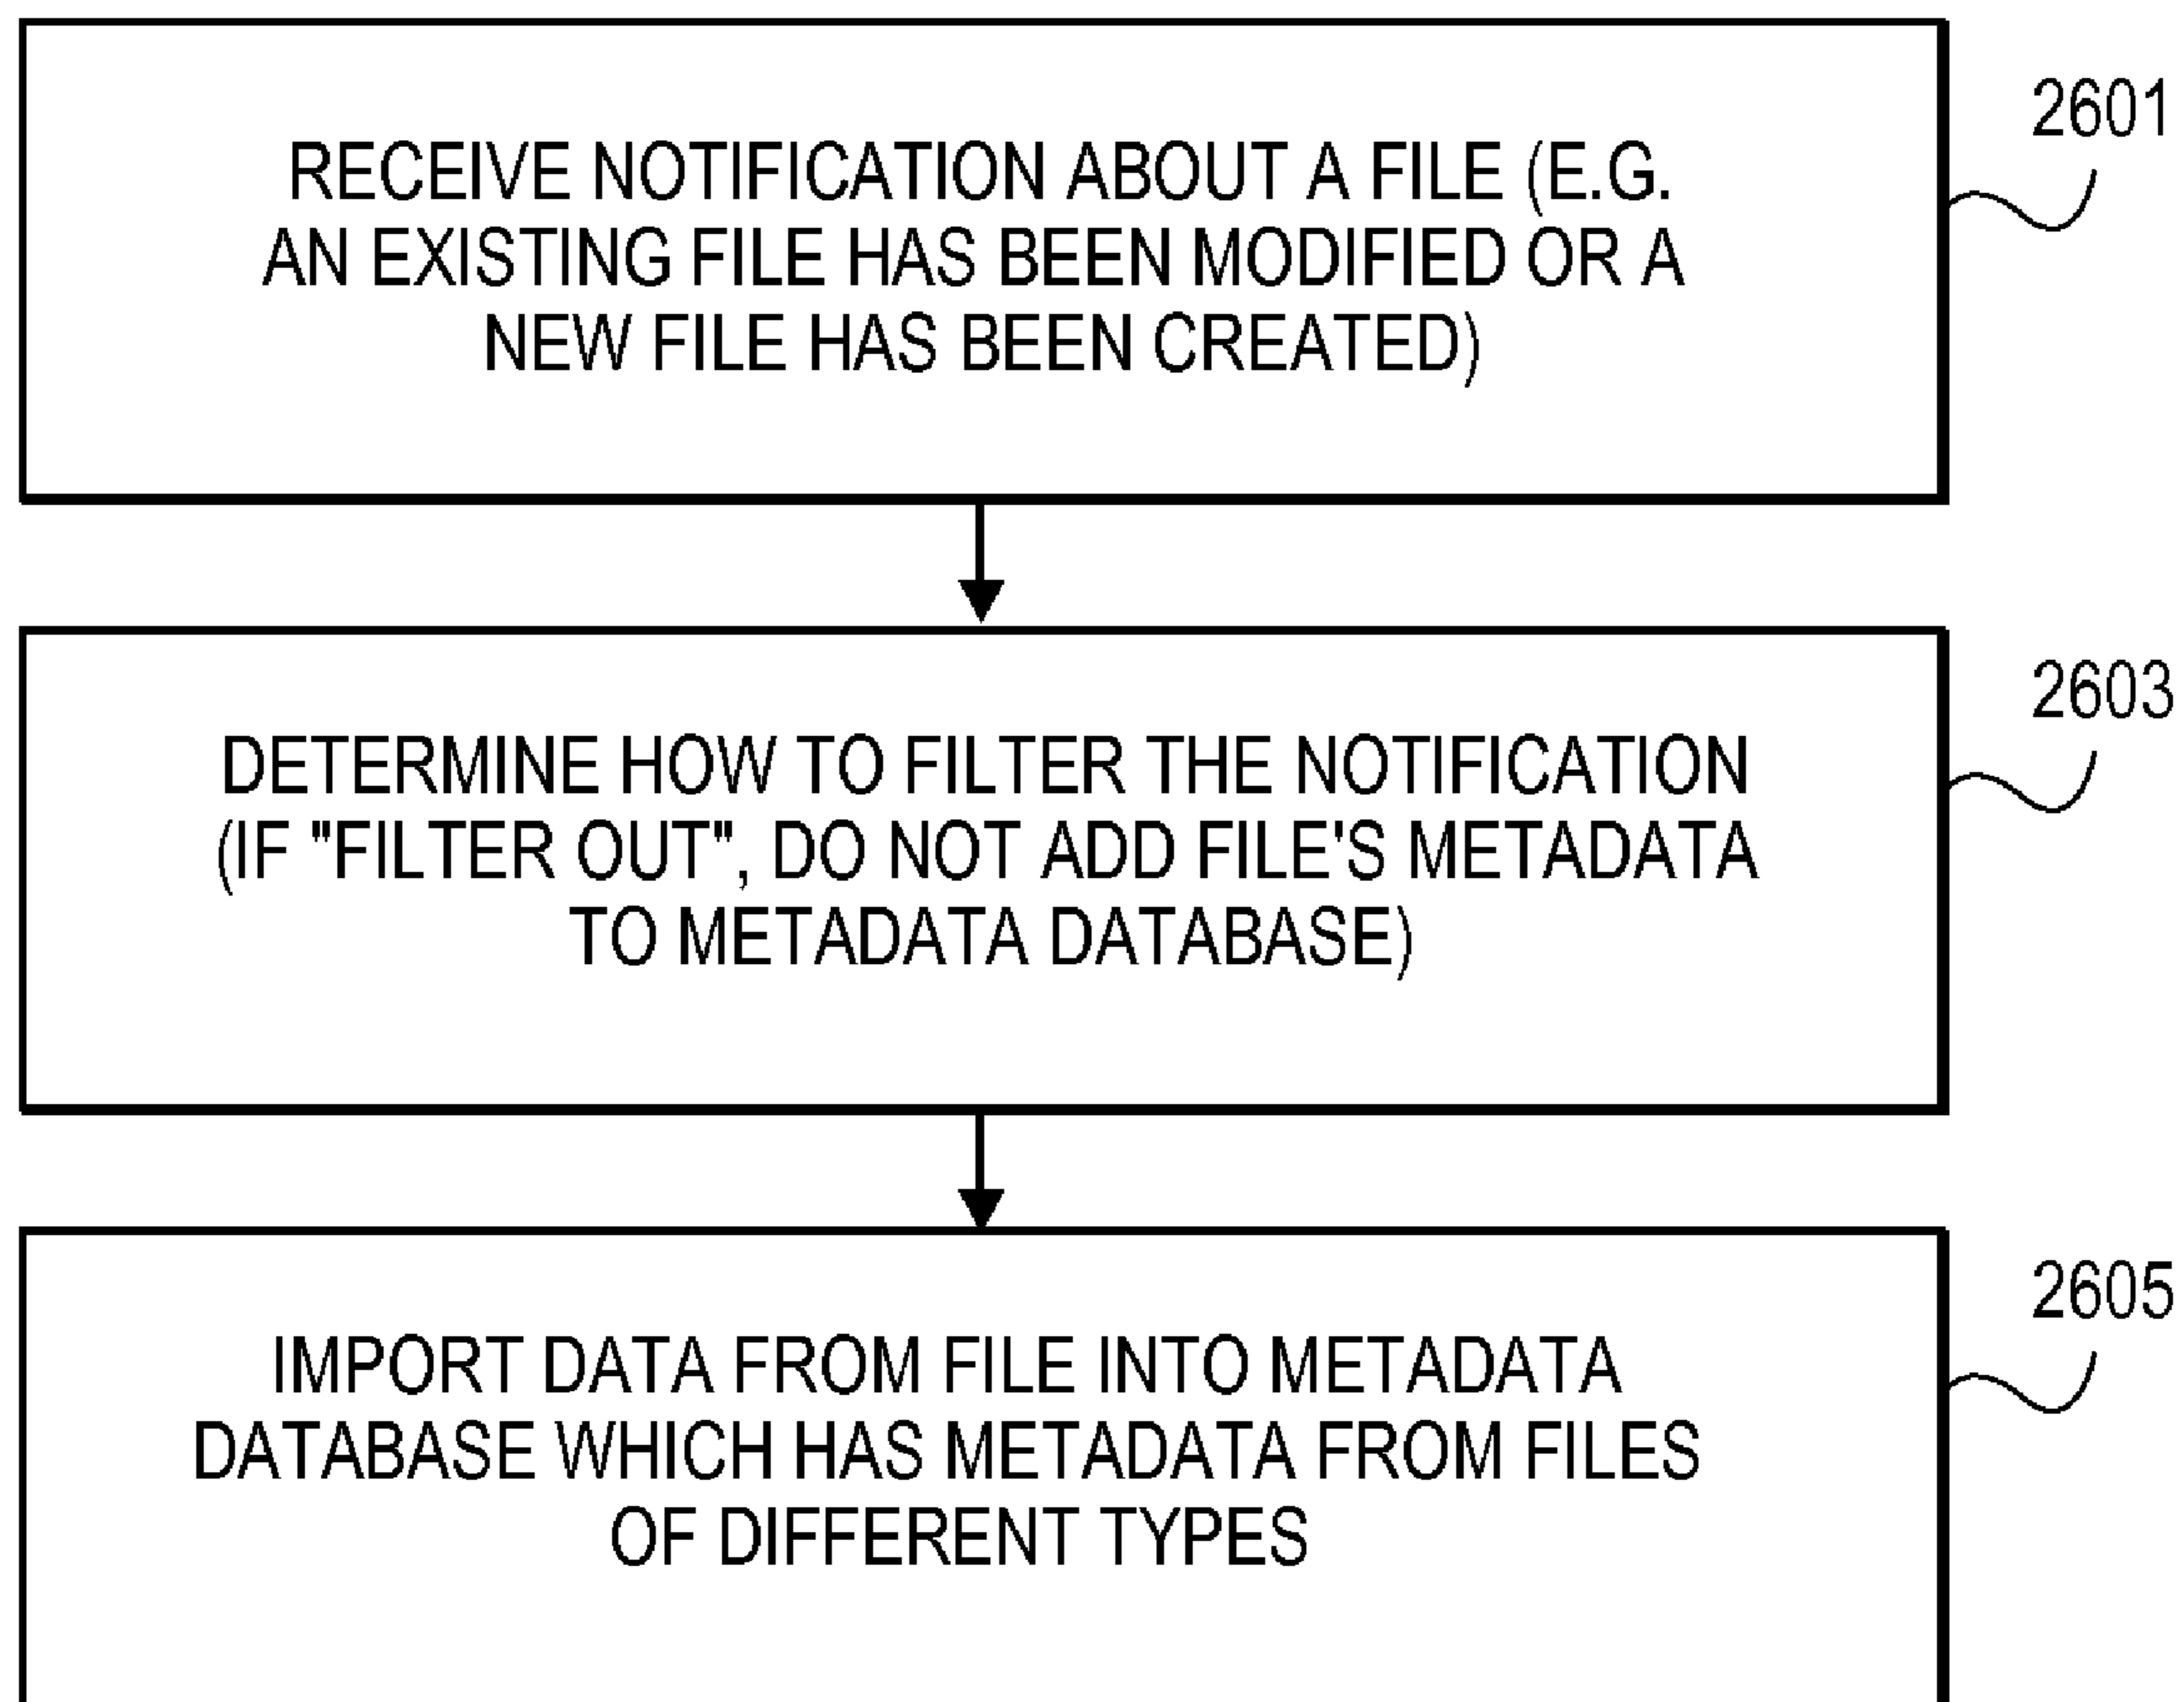 RECEIVE NOTIFICATION ABOUT A FILE (E.G.
AN EXISTING FILE HAS BEEN MODIFIED OR A
NEW FILE HAS BEEN CREATED)
2601
DETERMINE HOW TO FILTER THE NOTIFICATION
(IF "FILTER OUT", DO NOT ADD FILE'S METADATA
TO METADATA DATABASE)
2603
IMPORT DATA FROM FILE INTO METADATA
DATABASE WHICH HAS METADATA FROM FILES
OF DIFFERENT TYPES
2605